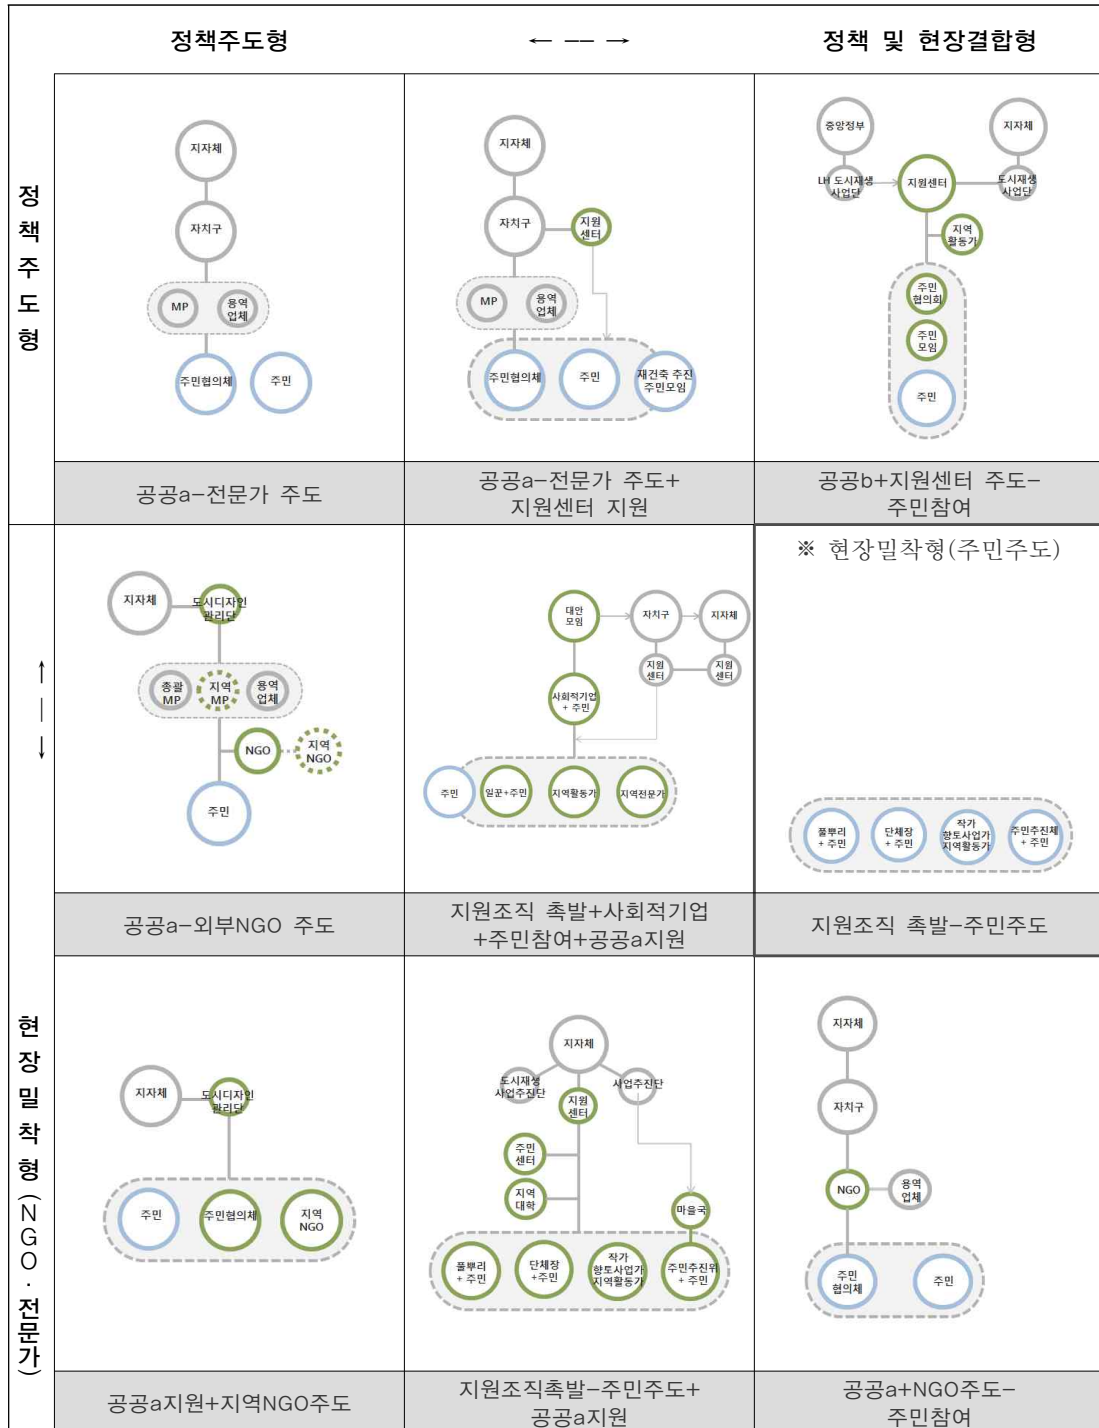 정책주도형
← −− →
정책 및 현장결합형
정책주도형
지자체
자치구
MP
용역
업체
주민협의체
주민
공공a−전문가 주도
지자체
자치구
지원
센터
MP
용역
업체
주민협의체
주민
재건축 추진
주민모임
공공a−전문가 주도+
지원센터 지원
중앙정부
지자체
LH 도시재생
사업단
지원센터
도시재생
사업단
지역
활동가
주민
협의회
주민
모임
주민
공공b+지원센터 주도−
주민참여
↑
|
↓
지자체
도시디자인
관리단
총괄
MP
지역
MP
용역
업체
NGO
지역
NGO
주민
공공a−외부NGO 주도
대안
모임
자치구
지자체
지원
센터
지원
센터
사회적기업
+ 주민
주민
일꾼+주민
지역활동가
지역전문가
지원조직 촉발+사회적기업
+주민참여+공공a지원
※ 현장밀착형(주민주도)
풀뿌리
+ 주민
단체장
+ 주민
작가
향토사업가
지역활동가
주민추진체
+ 주민
지원조직 촉발−주민주도
현장밀착형(NGO·전문가)
지자체
도시디자인
관리단
주민
주민협의체
지역
NGO
공공a지원+지역NGO주도
지자체
도시재생
사업추진단
사업추진단
지원
센터
주민
센터
지역
대학
마을국
풀뿌리
+ 주민
단체장
+주민
작가
향토사업가
지역활동가
주민추진위
+ 주민
지원조직촉발−주민주도+
공공a지원
지자체
자치구
NGO
용역
업체
주민
협의체
주민
공공a+NGO주도−
주민참여